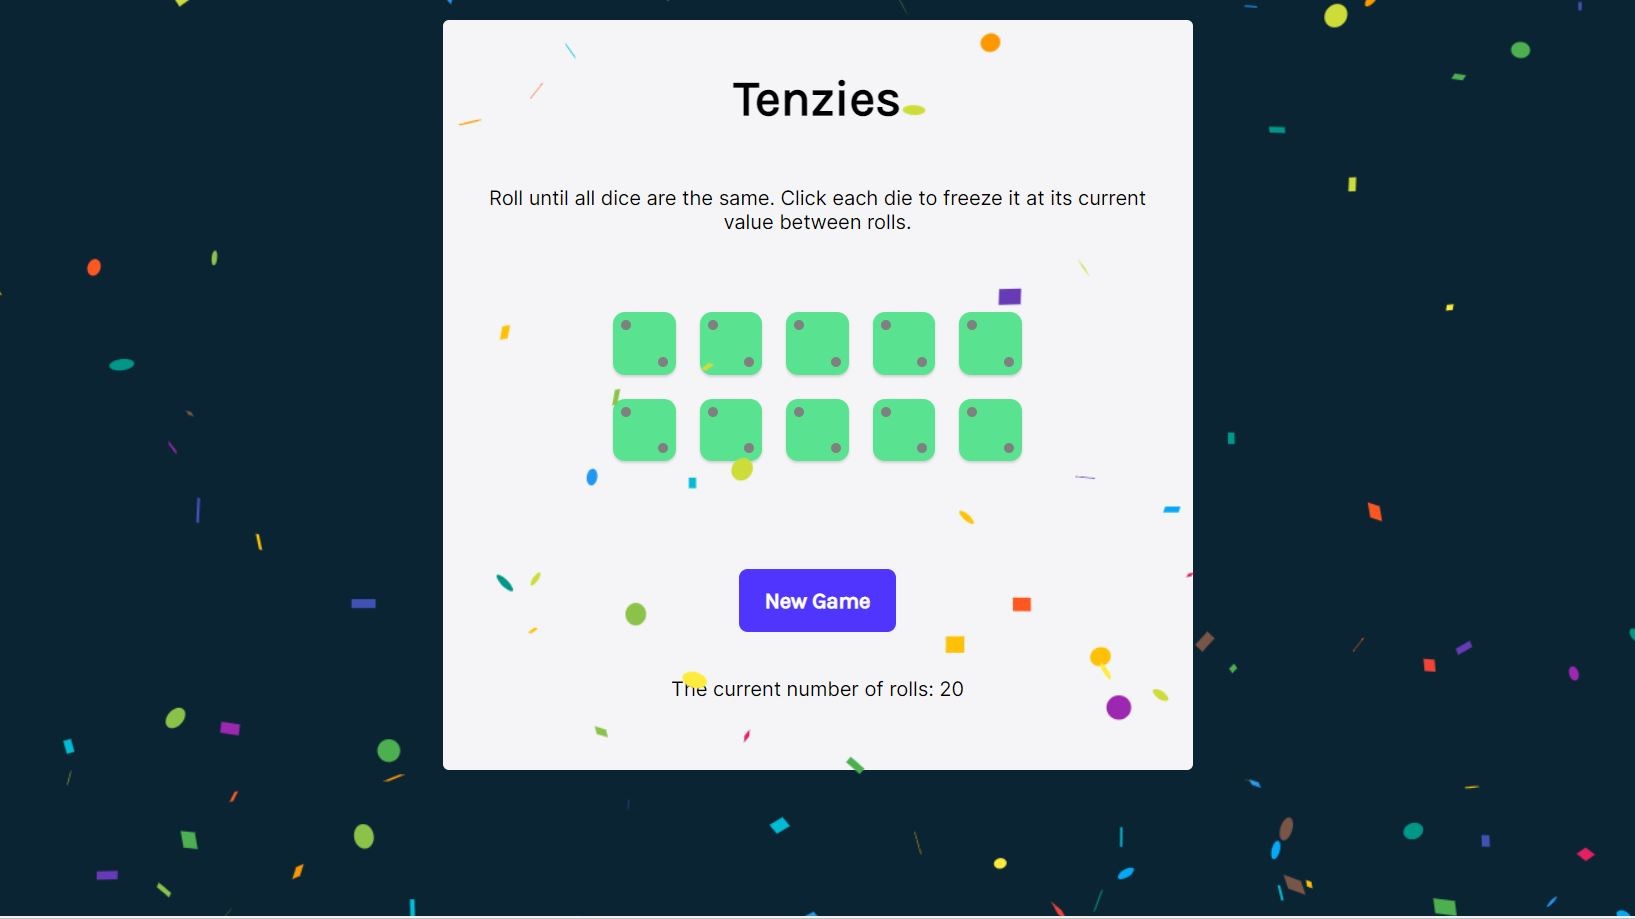 Tenzies
Roll until all dice are the same. Click each die to freeze it at its current
value between rolls.
New Game
The current number of rolls: 20